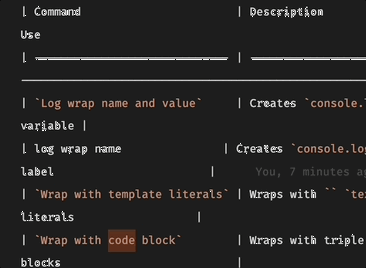 | Command | Description
Use
| Log wrap name and value` | Creates `console.
variable |
| log wrap name | Creates `console.log
label | You, 7 minutes ag
| `Wrap with template literals` | Wraps with `` `te
literals |
| `Wrap with code block` | Wraps with triple
blocks |